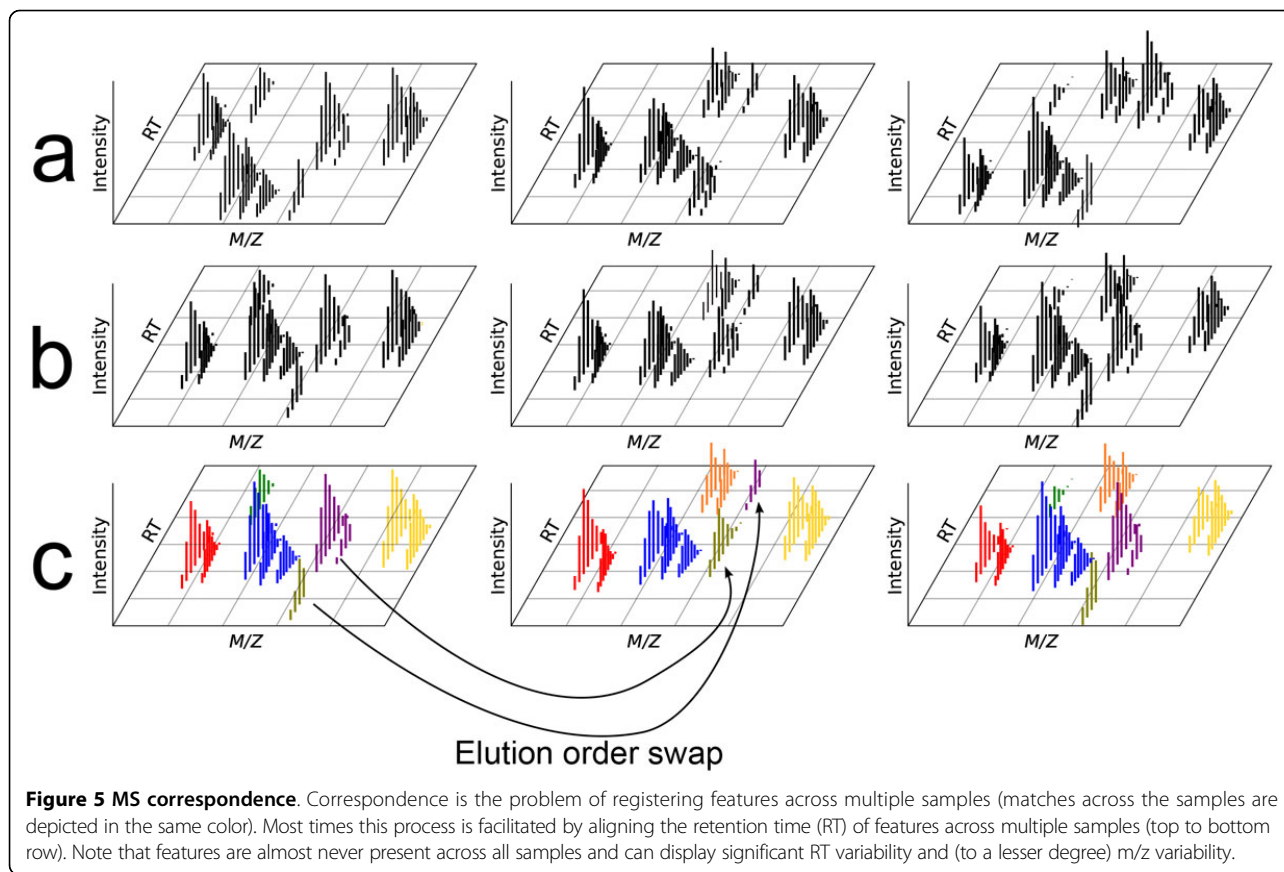 a
Intensity
RT
M/Z
Intensity
RT
M/Z
Intensity
RT
M/Z
b
Intensity
RT
M/Z
Intensity
RT
M/Z
Intensity
RT
M/Z
c
Intensity
RT
M/Z
Intensity
RT
M/Z
Intensity
RT
M/Z
Elution order swap
Figure 5 MS correspondence. Correspondence is the problem of registering features across multiple samples (matches across the samples are
depicted in the same color). Most times this process is facilitated by aligning the retention time (RT) of features across multiple samples (top to bottom
row). Note that features are almost never present across all samples and can display significant RT variability and (to a lesser degree) m/z variability.